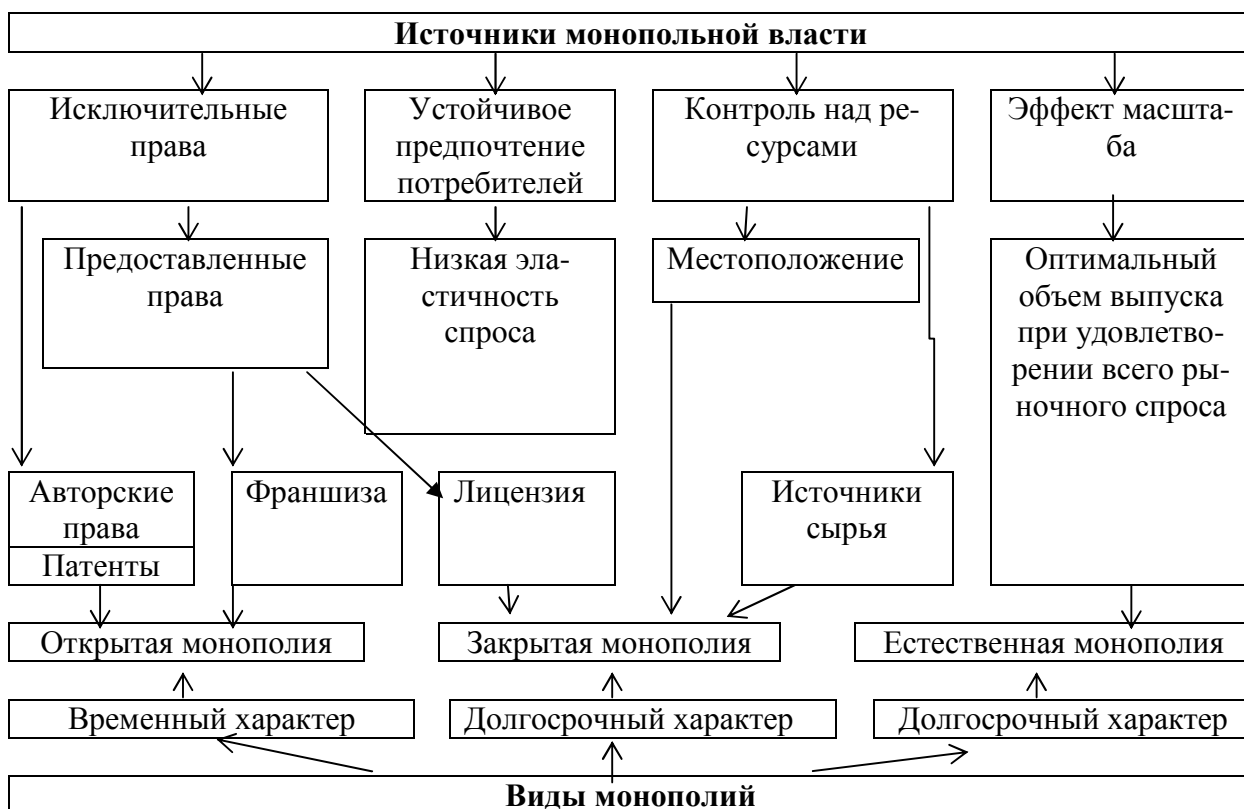 Источники монопольной власти
Исключительные
права
Устойчивое
предпочтение
потребителей
Контроль над ре-
сурсами
Эффект масшта-
ба
Предоставленные
права
Низкая эла-
стичность
спроса
Местоположение
Оптимальный
объем выпуска
при удовлетво-
рении всего ры-
ночного спроса
Авторские
права
Патенты
Франшиза
Лицензия
Источники
сырья
Открытая монополия
Закрытая монополия
Естественная монополия
Временный характер
Долгосрочный характер
Долгосрочный характер
Виды монополий